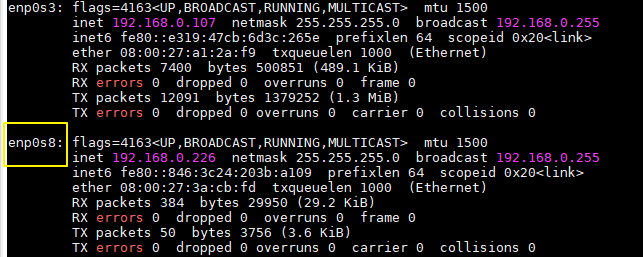 enp0s3: flags=4163<UP,BROADCAST,RUNNING,MULTICAST>  mtu 1500
inet 192.168.0.107  netmask 255.255.255.0  broadcast 192.168.0.255
inet6 fe80::e319:47cb:6d3c:265e  prefixlen 64  scopeid 0x20<link>
ether 08:00:27:a1:2a:f9  txqueuelen 1000  (Ethernet)
RX packets 7400  bytes 500851 (489.1 KiB)
RX errors 0  dropped 0  overruns 0  frame 0
TX packets 12091  bytes 1379252 (1.3 MiB)
TX errors 0  dropped 0 overruns 0  carrier 0  collisions 0
enp0s8: flags=4163<UP,BROADCAST,RUNNING,MULTICAST>  mtu 1500
inet 192.168.0.226  netmask 255.255.255.0  broadcast 192.168.0.255
inet6 fe80::846:3c24:203b:a109  prefixlen 64  scopeid 0x20<link>
ether 08:00:27:3a:cb:fd  txqueuelen 1000  (Ethernet)
RX packets 384  bytes 29950 (29.2 KiB)
RX errors 0  dropped 0  overruns 0  frame 0
TX packets 50  bytes 3756 (3.6 KiB)
TX errors 0  dropped 0 overruns 0  carrier 0  collisions 0